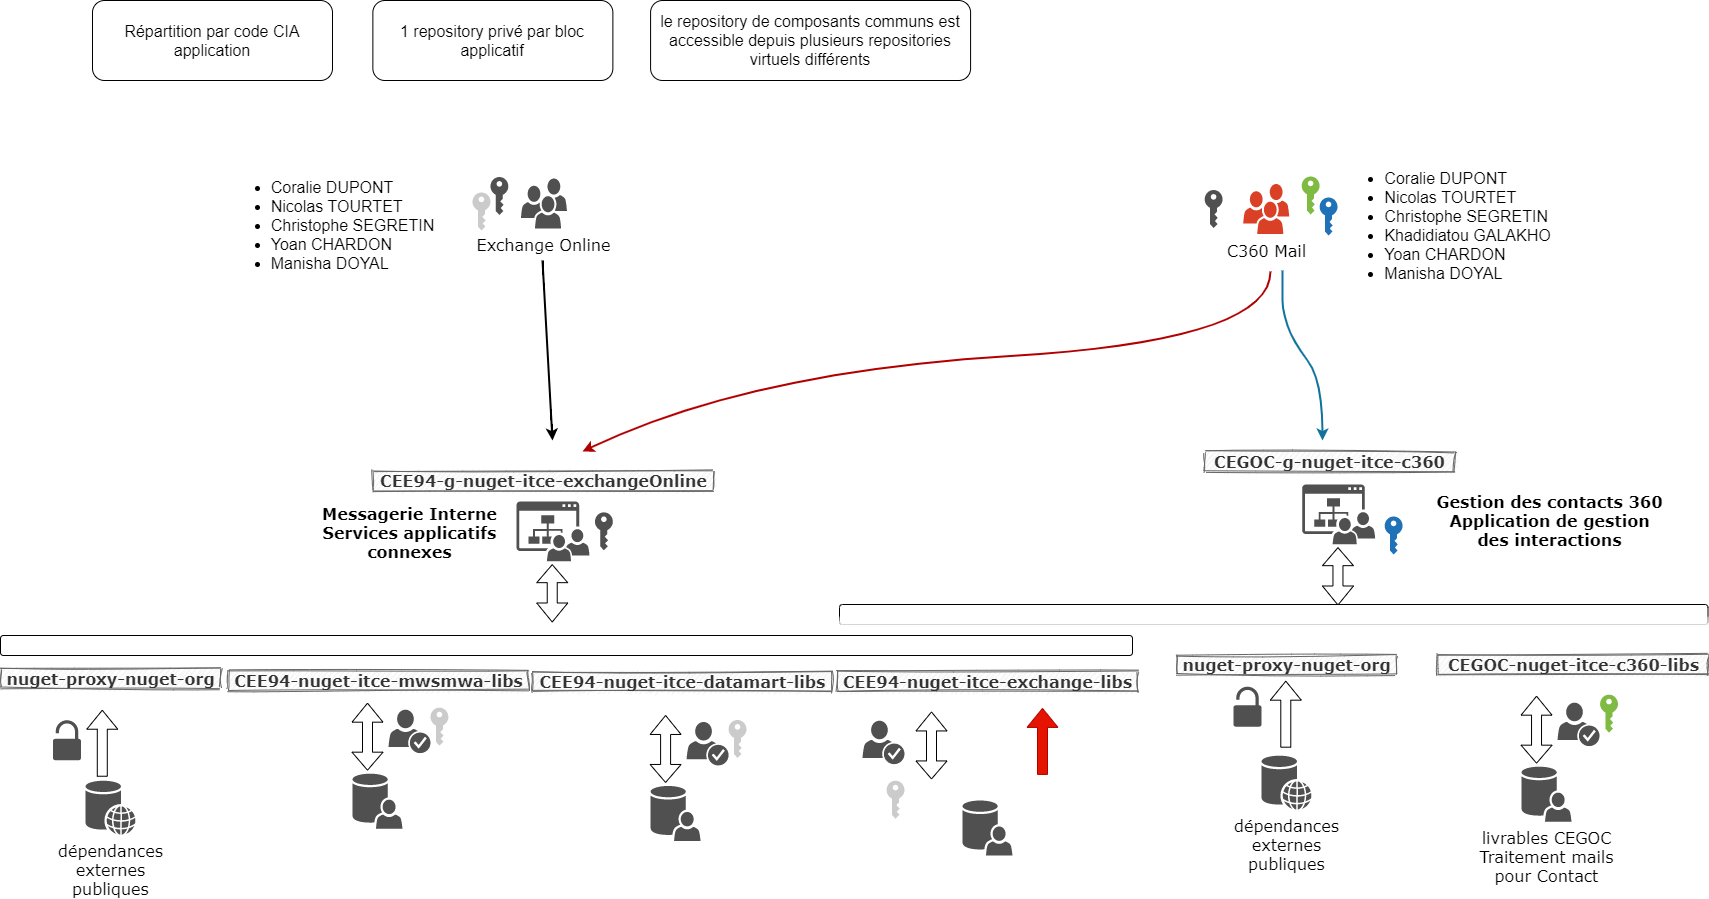 Répartition par code CIA
application
1 repository privé par bloc
applicatif
le repository de composants communs est
accessible depuis plusieurs repositories
virtuels différents
Coralie DUPONT
Nicolas TOURTET
Christophe SEGRETIN
Yoan CHARDON
Manisha DOYAL
Exchange Online
C360 Mail
Coralie DUPONT
Nicolas TOURTET
Christophe SEGRETIN
Khadidiatou GALAKHO
Yoan CHARDON
Manisha DOYAL
CEE94-g-nuget-itce-exchangeOnline
Messagerie Interne
Services applicatifs
connexes
CEGOC-g-nuget-itce-c360
Gestion des contacts 360
Application de gestion
des interactions
nuget-proxy-nuget-org
CEE94-nuget-itce-mwsmwa-libs
CEE94-nuget-itce-datamart-libs
CEE94-nuget-itce-exchange-libs
nuget-proxy-nuget-org
CEGOC-nuget-itce-c360-libs
dépendances
externes
publiques
dépendances
externes
publiques
livrables CEGOC
Traitement mails
pour Contact